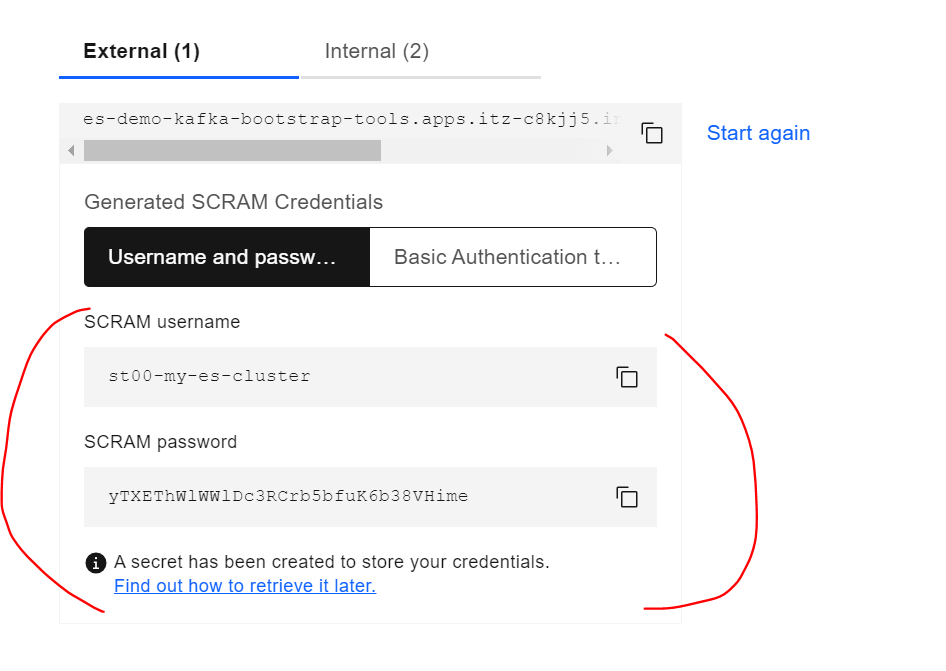 External (1)
Internal (2)
es-demo-kafka-bootstrap-tools.apps.itz-c8kjj5.in
Start again
Generated SCRAM Credentials
Username and passw…
Basic Authentication t…
SCRAM username
st00-my-es-cluster
SCRAM password
yTXEThWlWWlDc3RCrb5bfuK6b38VHime
A secret has been created to store your credentials.
Find out how to retrieve it later.